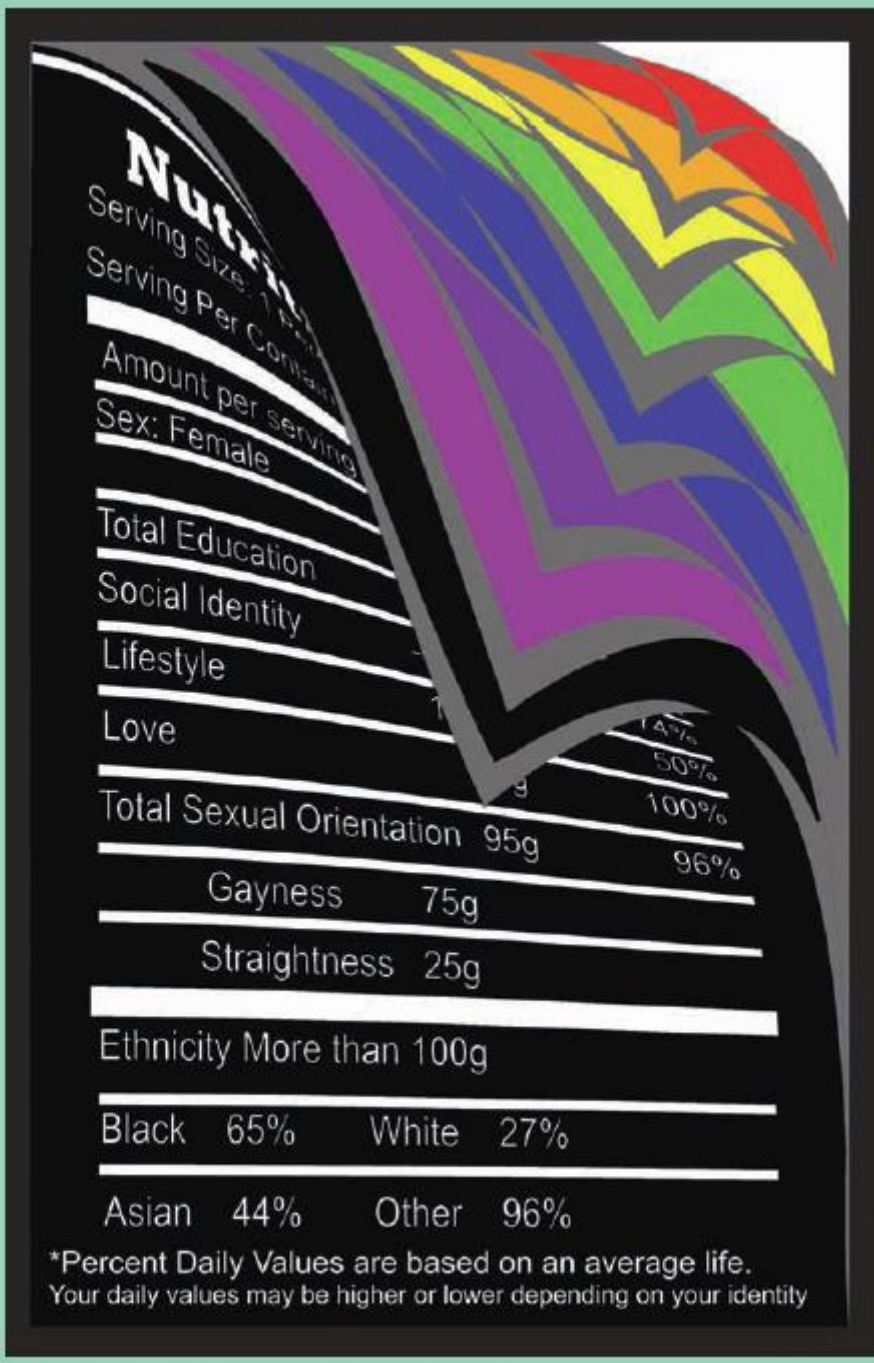 Nutri
Serving Size: 1
Serving Per Contain
Amount per serving
Sex: Female
Total Education
Social Identity
Lifestyle 50%
Love 100%
Total Sexual Orientation 95g 96%
Gayness 75g
Straightness 25g
Ethnicity More than 100g
Black 65% White 27%
Asian 44% Other 96%
*Percent Daily Values are based on an average life.
Your daily values may be higher or lower depending on your identity